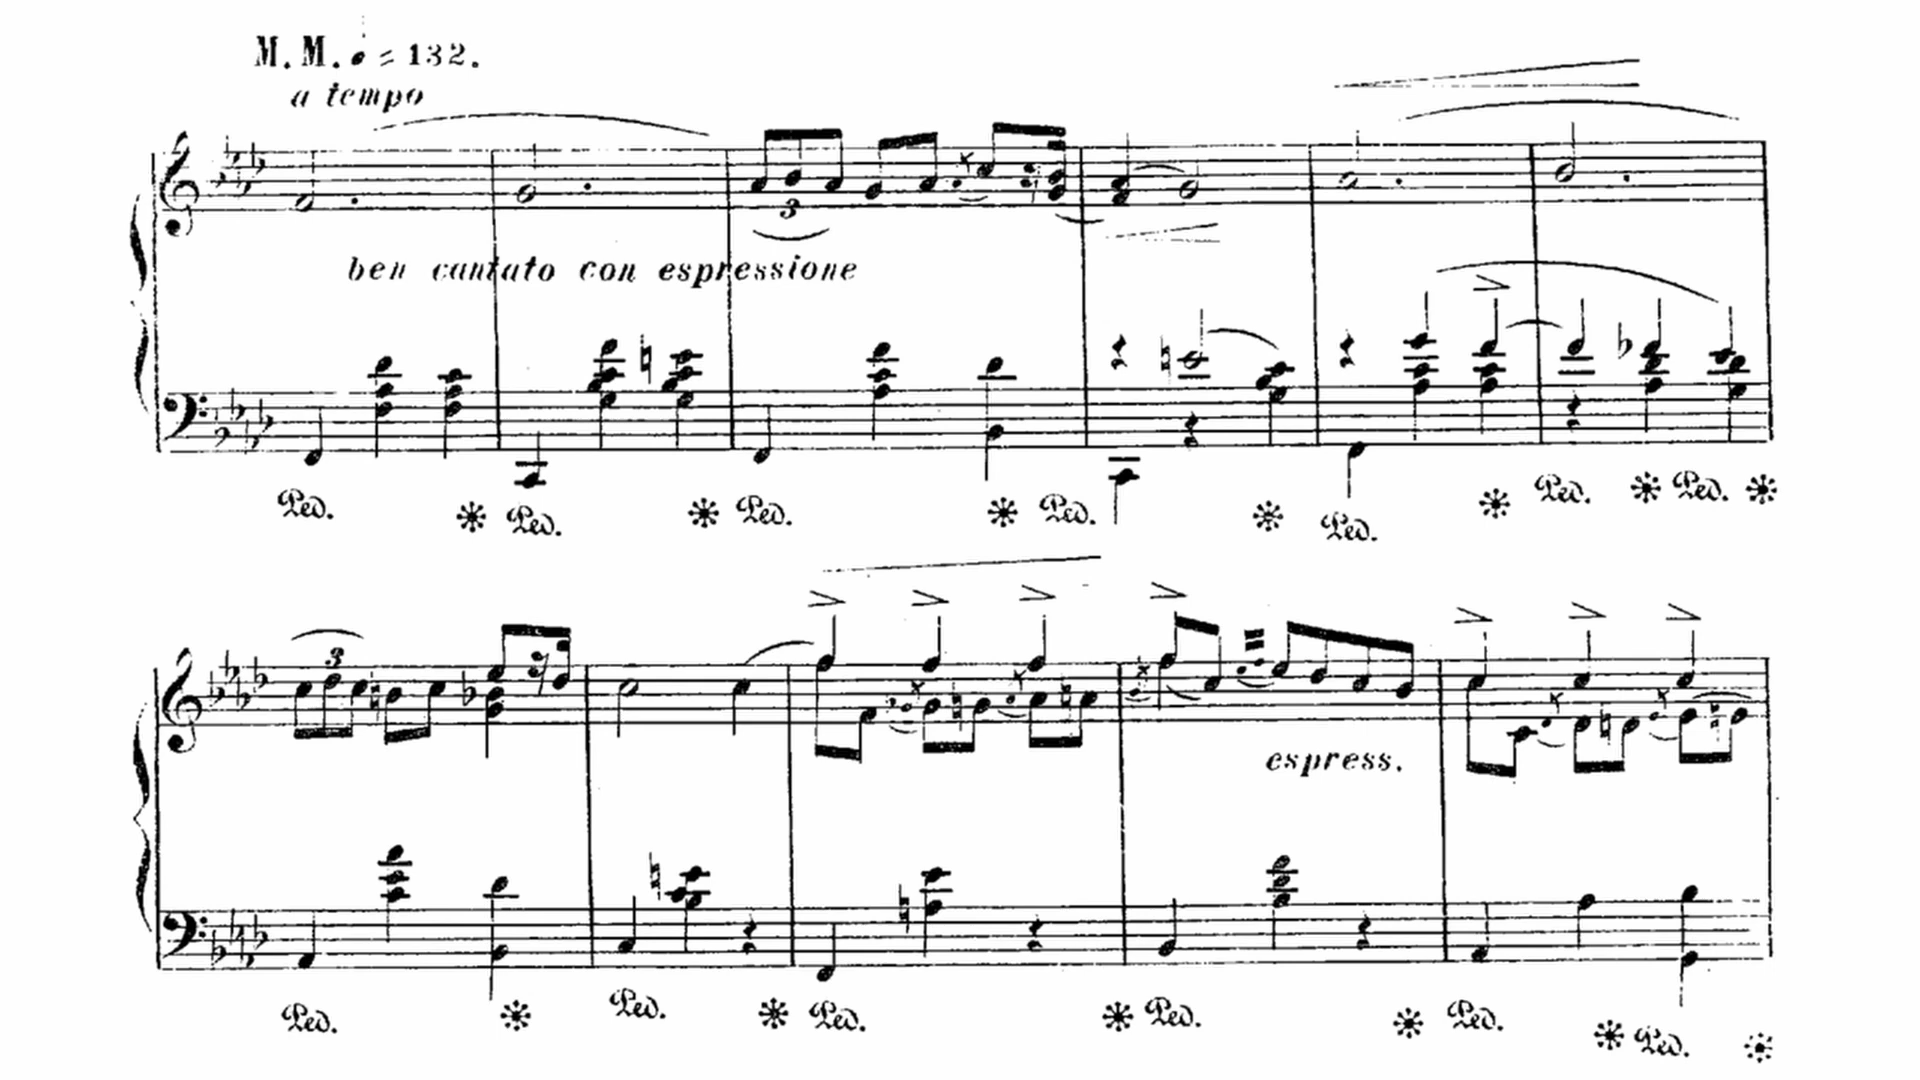 M. M. = 132.
a tempo
3
ben cantato con espressione
Ped. Ped. Ped. Ped. Ped. Ped. Ped.
3
espress.
Ped. Ped. Ped. Ped. Ped. Ped.